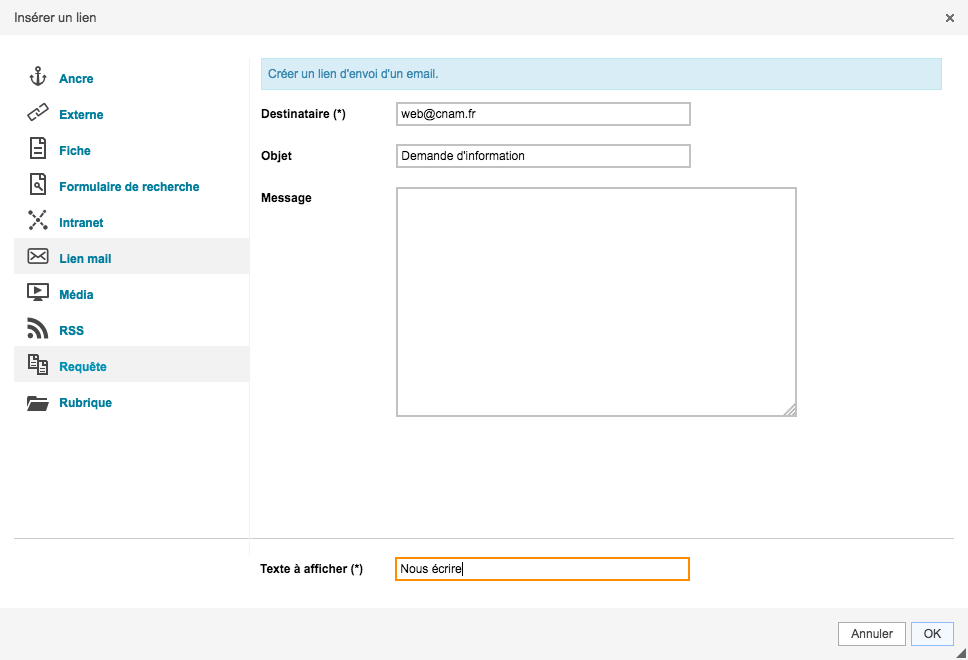 Insérer un lien
Ancre
Externe
Fiche
Formulaire de recherche
Intranet
Lien mail
Média
RSS
Requête
Rubrique
Créer un lien d'envoi d'un email.
Destinataire (*) web@cnam.fr
Objet Demande d'information
Message
Texte à afficher (*) Nous écrire
Annuler OK